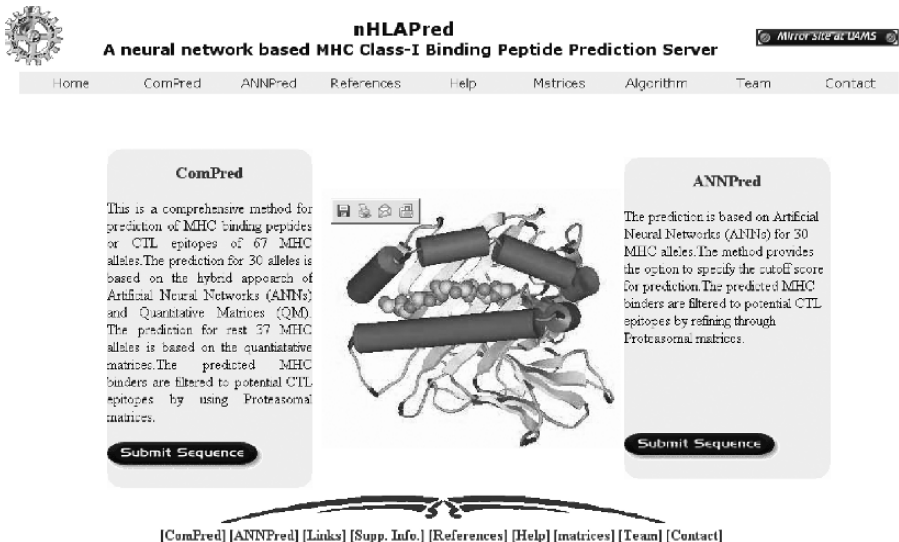 nHLAPred
A neural network based MHC Class-I Binding Peptide Prediction Server
Mirror Site at UAMS
Home ComPred ANNPred References Help Matrices Algorithm Team Contact
ComPred
This is a comprehensive method for
prediction of MHC binding peptides
or CTL epitopes of 67 MHC
alleles.The prediction for 30 alleles is
based on the hybrid apporach of
Artificial Neural Networks (ANNs)
and Quantitative Matrices (QM).
The prediction for rest 37 MHC
alleles is based on the quantiatative
matrices.The predicted MHC
binders are filtered to potential CTL
epitopes by using Proteasomal
matrices.
Submit Sequence
ANNPred
The prediction is based on Artificial
Neural Networks (ANNs) for 30
MHC alleles.The method provides
the option to specify the cutoff score
for prediction.The predicted MHC
binders are filtered to potential CTL
epitopes by refining through
Proteasomal matrices.
Submit Sequence
[ComPred] [ANNPred] [Links] [Supp. Info.] [References] [Help] [matrices] [Team] [Contact]